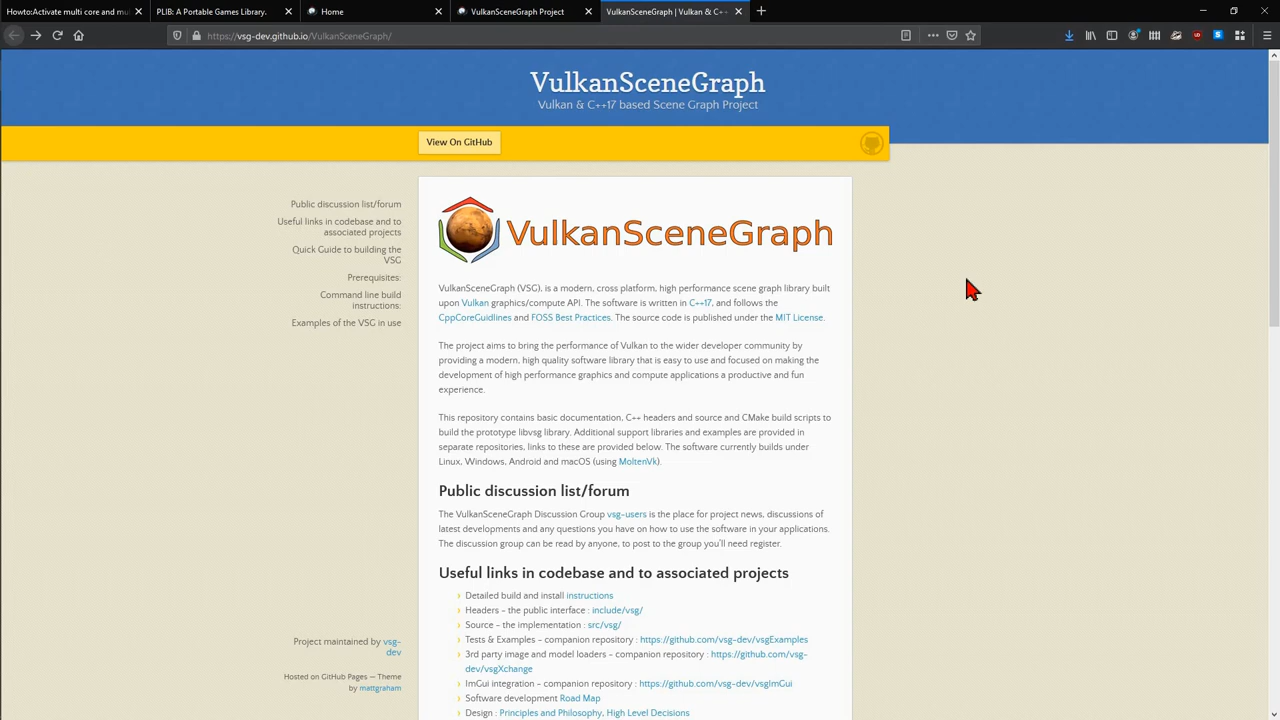 Howto:Activate multi core and mu
PLIB: A Portable Games Library.
Home
VulkanSceneGraph Project
VulkanSceneGraph | Vulkan & C++
https://vsg-dev.github.io/VulkanSceneGraph/
VulkanSceneGraph
Vulkan & C++17 based Scene Graph Project
View On GitHub
Public discussion list/forum
Useful links in codebase and to
associated projects
Quick Guide to building the
VSG
Prerequisites:
Command line build
instructions:
Examples of the VSG in use
Project maintained by vsg-
dev
Hosted on GitHub Pages — Theme
by mattgraham
VulkanSceneGraph
VulkanSceneGraph (VSG), is a modern, cross platform, high performance scene graph library built
upon Vulkan graphics/compute API. The software is written in C++17, and follows the
CppCoreGuidlines and FOSS Best Practices. The source code is published under the MIT License.
The project aims to bring the performance of Vulkan to the wider developer community by
providing a modern, high quality software library that is easy to use and focused on making the
development of high performance graphics and compute applications a productive and fun
experience.
This repository contains basic documentation, C++ headers and source and CMake build scripts to
build the prototype libvsg library. Additional support libraries and examples are provided in
separate repositories, links to these are provided below. The software currently builds under
Linux, Windows, Android and macOS (using MoltenVk).
Public discussion list/forum
The VulkanSceneGraph Discussion Group vsg-users is the place for project news, discussions of
latest developments and any questions you have on how to use the software in your applications.
The discussion group can be read by anyone, to post to the group you'll need register.
Useful links in codebase and to associated projects
Detailed build and install instructions
Headers – the public interface : include/vsg/
Source – the implementation : src/vsg/
Tests & Examples – companion repository : https://github.com/vsg-dev/vsgExamples
3rd party image and model loaders – companion repository : https://github.com/vsg-
dev/vsgXchange
ImGui integration – companion repository : https://github.com/vsg-dev/vsgImGui
Software development Road Map
Design : Principles and Philosophy, High Level Decisions